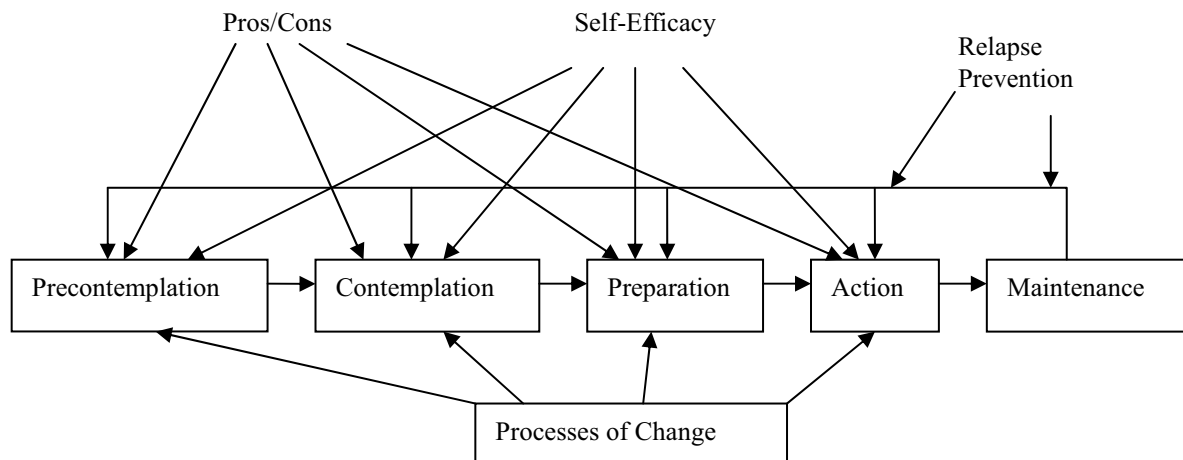 Pros/Cons
Self-Efficacy
Relapse
Prevention
Precontemplation
Contemplation
Preparation
Action
Maintenance
Processes of Change